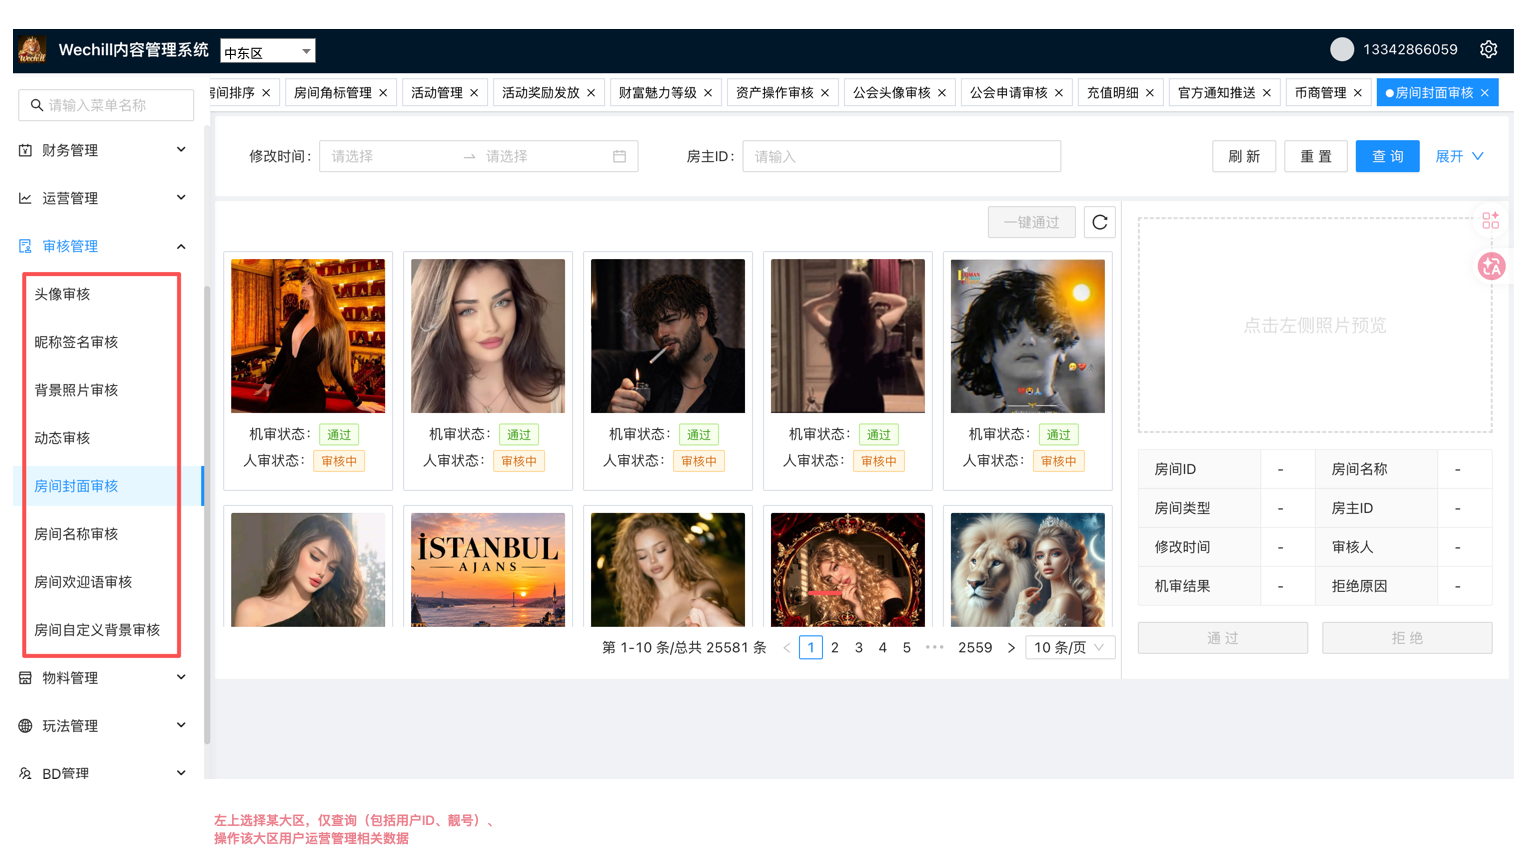 Wechill内容管理系统
中东区
13342866059
请输入菜单名称
房间排序
房间角标管理
活动管理
活动奖励发放
财富魅力等级
资产操作审核
公会头像审核
公会申请审核
充值明细
官方通知推送
币商管理
房间封面审核
财务管理
运营管理
审核管理
头像审核
昵称签名审核
背景照片审核
动态审核
房间封面审核
房间名称审核
房间欢迎语审核
房间自定义背景审核
物料管理
玩法管理
BD管理
修改时间：
请选择
请选择
房主ID：
请输入
刷 新
重 置
查 询
展开
一键通过
机审状态： 通过
人审状态： 审核中
机审状态： 通过
人审状态： 审核中
机审状态： 通过
人审状态： 审核中
机审状态： 通过
人审状态： 审核中
机审状态： 通过
人审状态： 审核中
İSTANBUL
AJANS
第 1-10 条/总共 25581 条
1 2 3 4 5 ••• 2559
10 条/页
点击左侧照片预览
房间ID - 房间名称 -
房间类型 - 房主ID -
修改时间 - 审核人 -
机审结果 - 拒绝原因 -
通 过
拒 绝
左上选择某大区，仅查询（包括用户ID、靓号）、
操作该大区用户运营管理相关数据